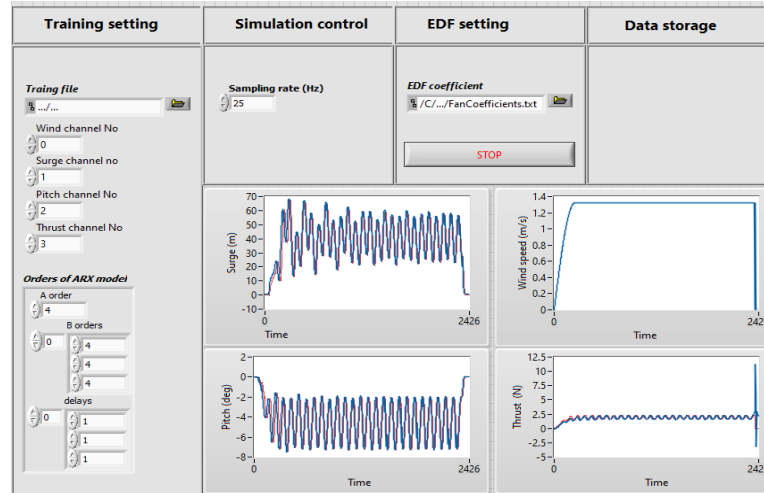 Training setting
Simulation control
EDF setting
Data storage
Traing file
.../...
Wind channel No
0
Surge channel no
1
Pitch channel No
2
Thrust channel No
3
Orders of ARX model
A order
4
B orders
0
4
4
4
delays
0
1
1
1
Sampling rate (Hz)
25
EDF coefficient
/C/.../FanCoefficients.txt
STOP
Surge (m)
70
60
50
40
30
20
10
0
-10
0
2426
Time
Wind speed (m/s)
1.4
1.2
1
0.8
0.6
0.4
0.2
0
0
242
Time
Pitch (deg)
2
0
-2
-4
-6
-8
0
2426
Time
Thrust (N)
12.5
10
7.5
5
2.5
0
-2.5
-5
0
242
Time